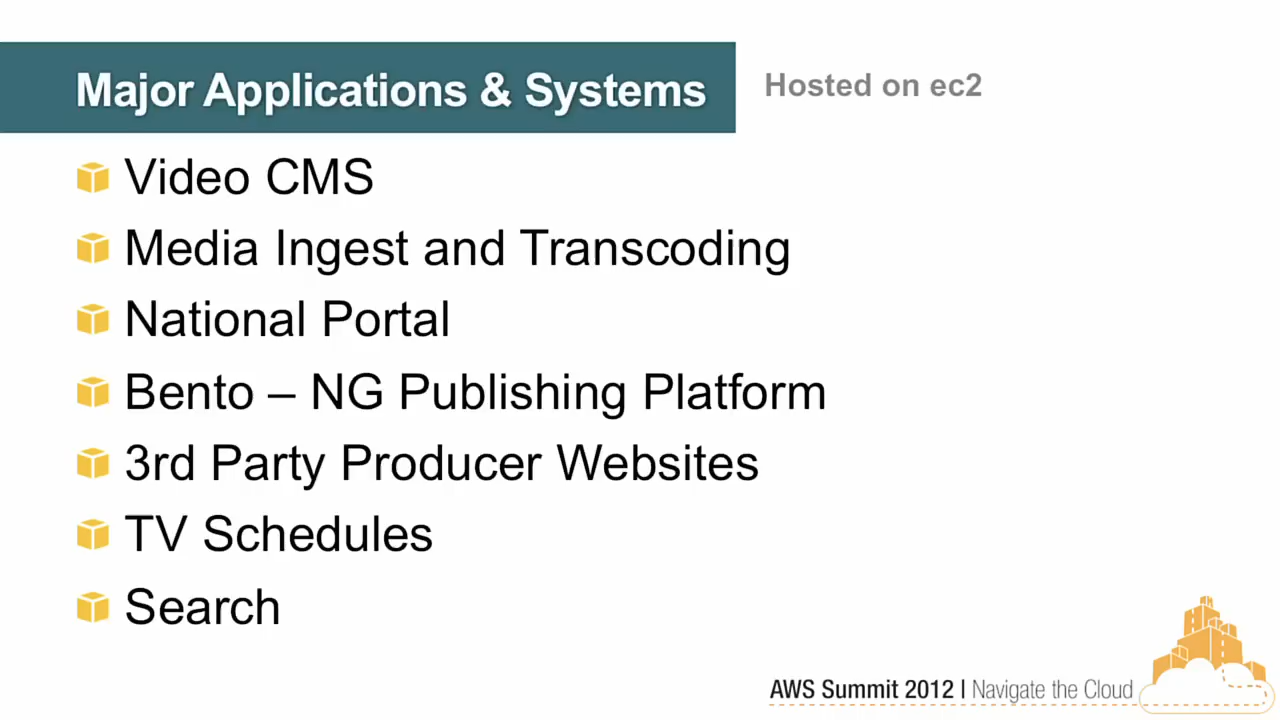 Major Applications & Systems
Hosted on ec2
Video CMS
Media Ingest and Transcoding
National Portal
Bento – NG Publishing Platform
3rd Party Producer Websites
TV Schedules
Search
AWS Summit 2012 | Navigate the Cloud